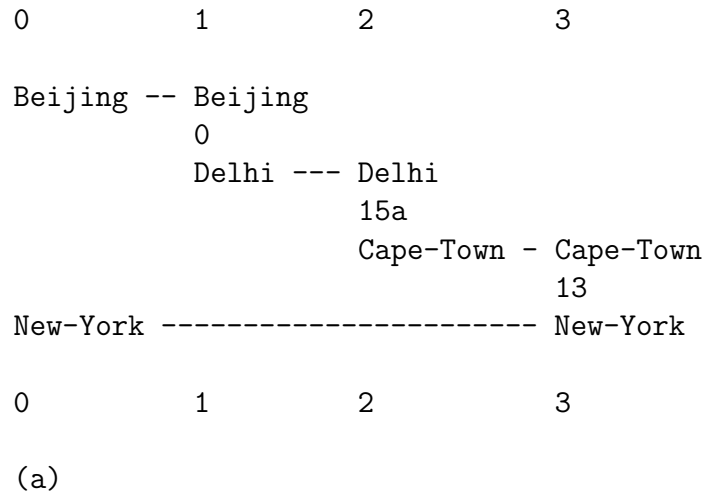 0 1 2 3
Beijing -- Beijing
0
Delhi --- Delhi
15a
Cape-Town - Cape-Town
13
New-York ----------------------- New-York
0 1 2 3
(a)